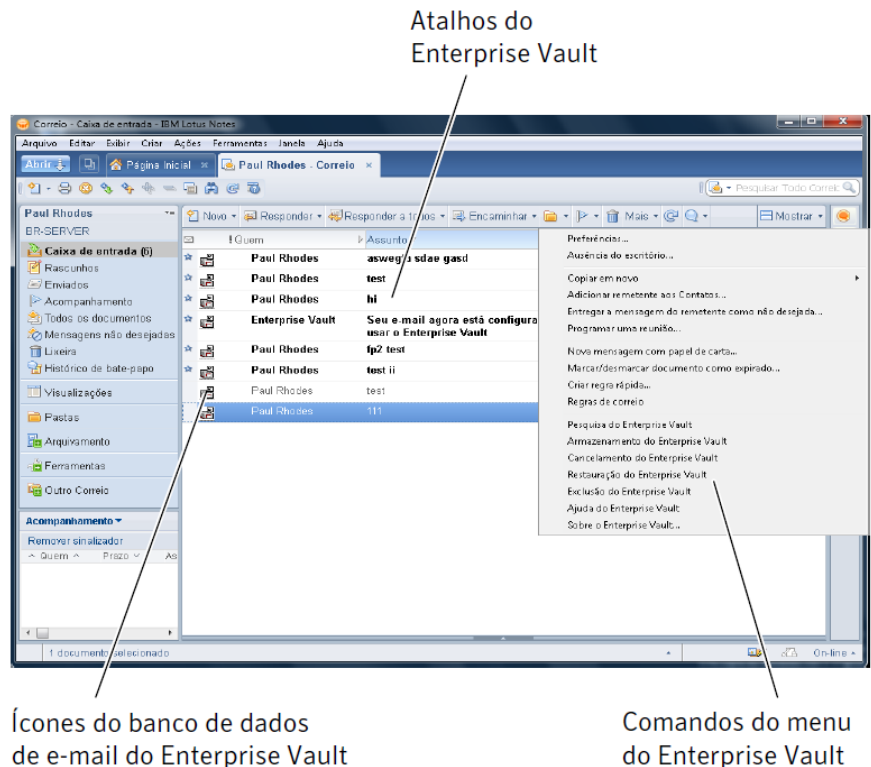 Atalhos do
Enterprise Vault
Correio - Caixa de entrada - IBM Lotus Notes
Arquivo Editar Exibir Criar Ações Ferramentas Janela Ajuda
Abrir Página Inicial Paul Rhodes - Correio
Pesquisar Todo Correic
Paul Rhodes
BR-SERVER
Caixa de entrada (6)
Rascunhos
Enviados
Acompanhamento
Todos os documentos
Mensagens não desejadas
Lixeira
Histórico de bate-papo
Visualizações
Pastas
Arquivamento
Ferramentas
Outro Correio
Acompanhamento
Remover sinalizador
Quem Prazo As
Novo Responder Responder a todos Encaminhar Mais Mostrar
! Quem Assunto
Paul Rhodes sdae gasd
Paul Rhodes test
Paul Rhodes hi
Enterprise Vault Seu e-mail agora está configura
usar o Enterprise Vault
Paul Rhodes fp2 test
Paul Rhodes test ii
Paul Rhodes test
Paul Rhodes 111
Preferências...
Ausência do escritório...
Copiar em novo
Adicionar remetente aos Contatos...
Entregar a mensagem do remetente como não desejada...
Programar uma reunião...
Nova mensagem com papel de carta...
Marcar/desmarcar documento como expirado...
Criar regra rápida...
Regras de correio
Pesquisa do Enterprise Vault
Armazenamento do Enterprise Vault
Cancelamento do Enterprise Vault
Restauração do Enterprise Vault
Exclusão do Enterprise Vault
Ajuda do Enterprise Vault
Sobre o Enterprise Vault...
1 documento selecionado On-line
Ícones do banco de dados
de e-mail do Enterprise Vault
Comandos do menu
do Enterprise Vault